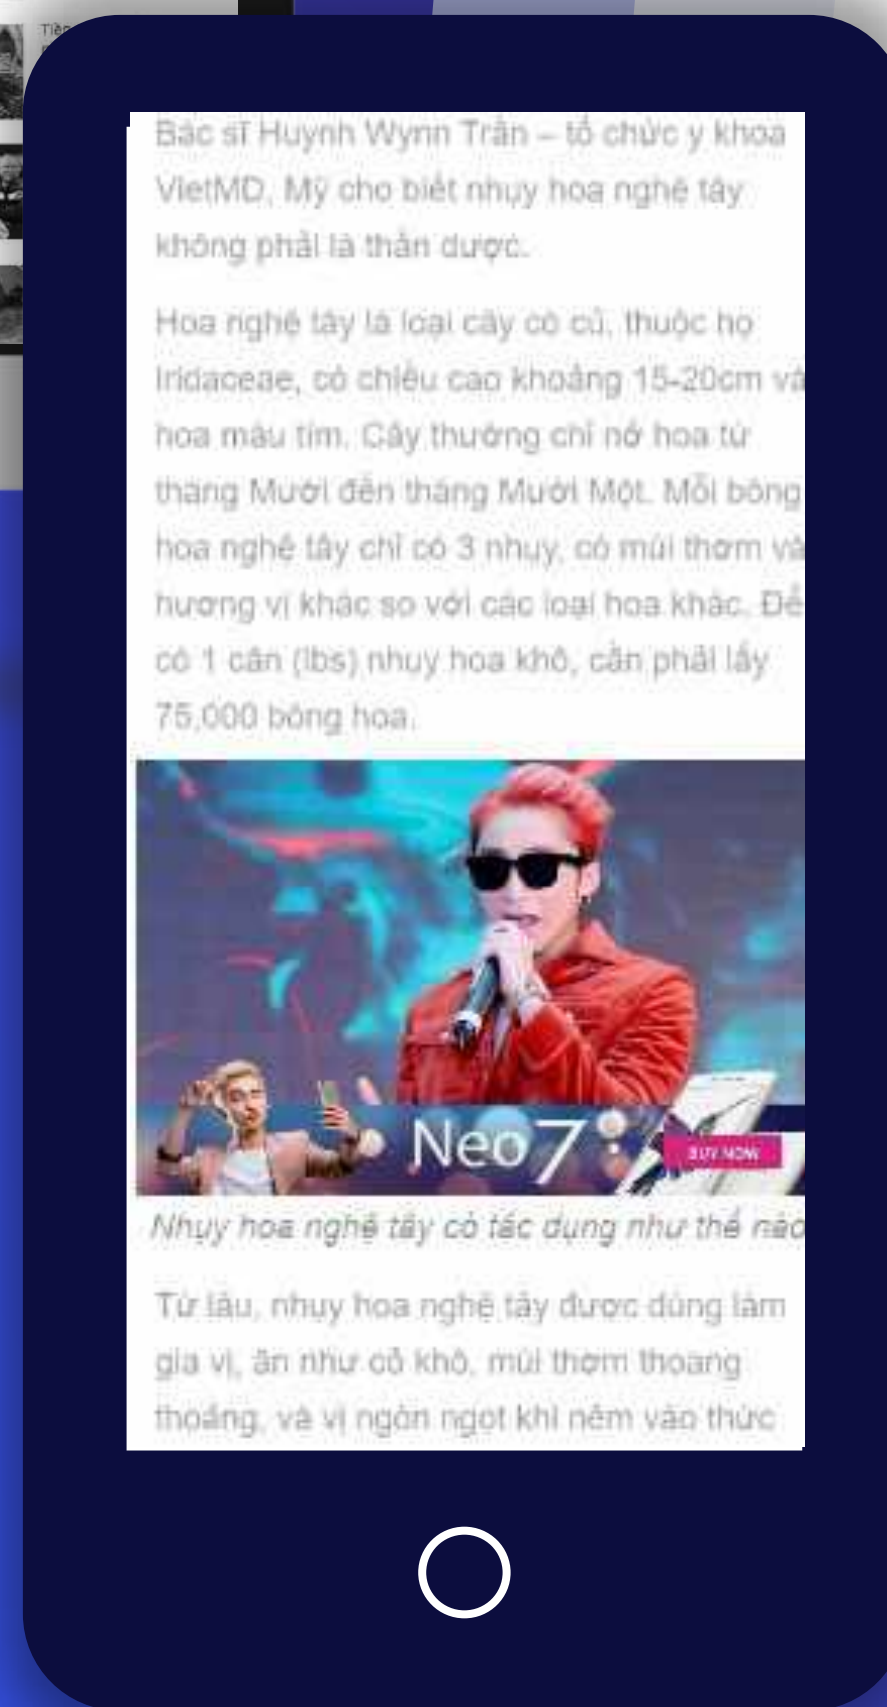 Tiền
Bác sĩ Huynh Wynn Trần – tổ chức y khoa
VietMD, Mỹ cho biết nhụy hoa nghệ tây
không phải là thần dược.
Hoa nghệ tây là loại cây có củ, thuộc họ
Iridaceae, có chiều cao khoảng 15-20cm và
hoa màu tím. Cây thường chỉ nở hoa từ
tháng Mười đến tháng Mười Một. Mỗi bông
hoa nghệ tây chỉ có 3 nhụy, có mùi thơm và
hương vị khác so với các loại hoa khác. Để
có 1 cân (lbs) nhụy hoa khô, cần phải lấy
75,000 bông hoa.
Neo7
BUY NOW
Nhụy hoa nghệ tây có tác dụng như thế nào
Từ lâu, nhụy hoa nghệ tây được dùng làm
gia vị, ăn như cỏ khô, mùi thơm thoang
thoảng, và vị ngòn ngọt khi nêm vào thức